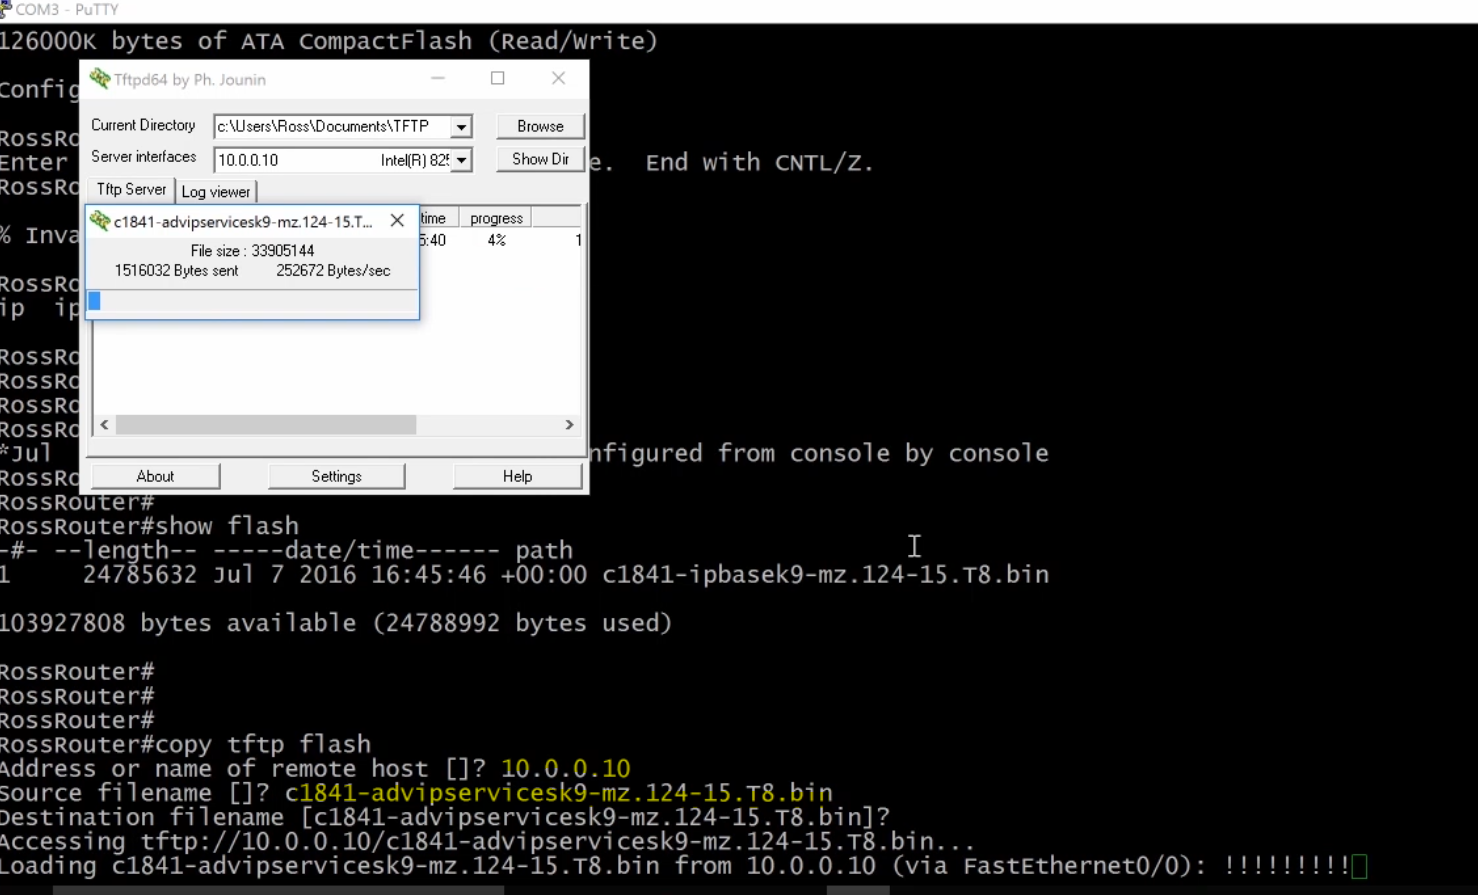 COM3 - PuTTY
126000K bytes of ATA CompactFlash (Read/Write)
Tftpd64 by Ph. Jounin
Config
Current Directory c:\Users\Ross\Documents\TFTP Browse
RossRo
Server interfaces 10.0.0.10 Intel(R) 825 Show Dir
Enter e. End with CNTL/Z.
RossRo
Tftp Server Log viewer
c1841-advipservicesk9-mz.124-15.T...
time progress
% Inva
5:40 4% 1
File size : 33905144
1516032 Bytes sent 252672 Bytes/sec
RossRo
ip ip
RossRo
RossRo
RossRo
RossRo
*Jul nfigured from console by console
RossRo
About Settings Help
RossRouter#
RossRouter#show flash
-#- --length-- -----date/time------ path
1 24785632 Jul 7 2016 16:45:46 +00:00 c1841-ipbasek9-mz.124-15.T8.bin
103927808 bytes available (24788992 bytes used)
RossRouter#
RossRouter#
RossRouter#
RossRouter#copy tftp flash
Address or name of remote host []? 10.0.0.10
Source filename []? c1841-advipservicesk9-mz.124-15.T8.bin
Destination filename [c1841-advipservicesk9-mz.124-15.T8.bin]?
Accessing tftp://10.0.0.10/c1841-advipservicesk9-mz.124-15.T8.bin...
Loading c1841-advipservicesk9-mz.124-15.T8.bin from 10.0.0.10 (via FastEthernet0/0): !!!!!!!!!